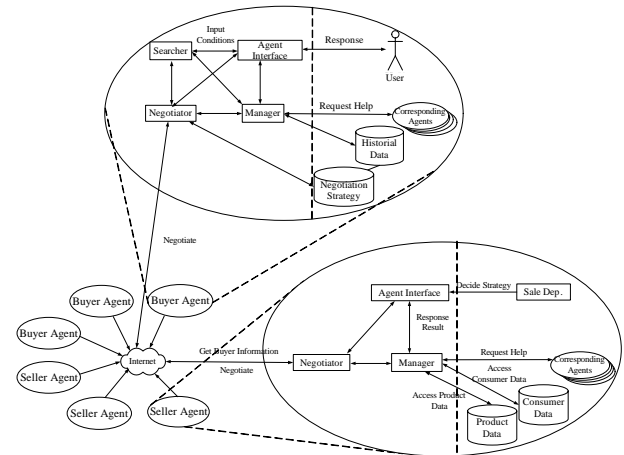 Input
Conditions
Searcher
Agent
Interface
Response
User
Negotiator
Manager
Request Help
Corresponding
Agents
Historial
Data
Negotiation
Strategy
Negotiate
Buyer Agent
Buyer Agent
Buyer Agent
Seller Agent
Seller Agent
Seller Agent
Internet
Get Buyer Information
Negotiate
Agent Interface
Decide Strategy
Sale Dep.
Response
Result
Negotiator
Manager
Request Help
Access
Consumer Data
Corresponding
Agents
Access Product
Data
Product
Data
Consumer
Data